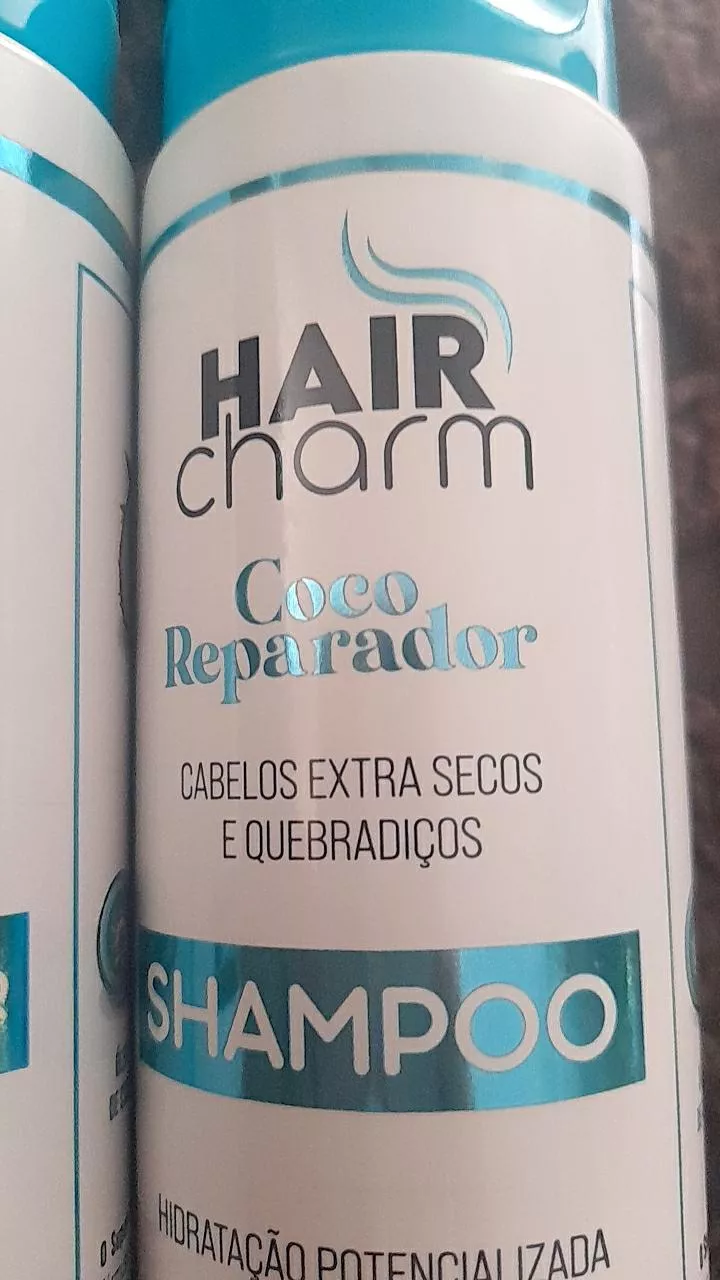 HAIR
charm
Coco
Reparador
CABELOS EXTRA SECOS
E QUEBRADIÇOS
SHAMPOO
HIDRATAÇÃO POTENCIALIZADA